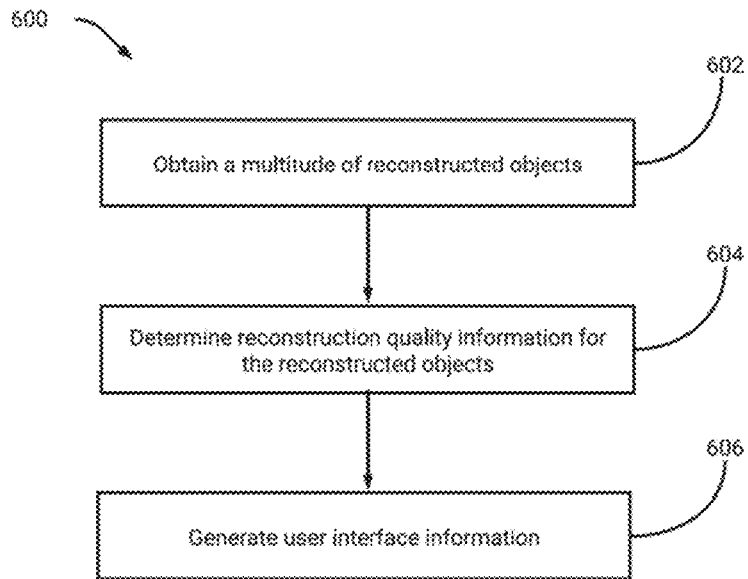 600
602
Obtain a multitude of reconstructed objects
604
Determine reconstruction quality information for
the reconstructed objects
606
Generate user interface information